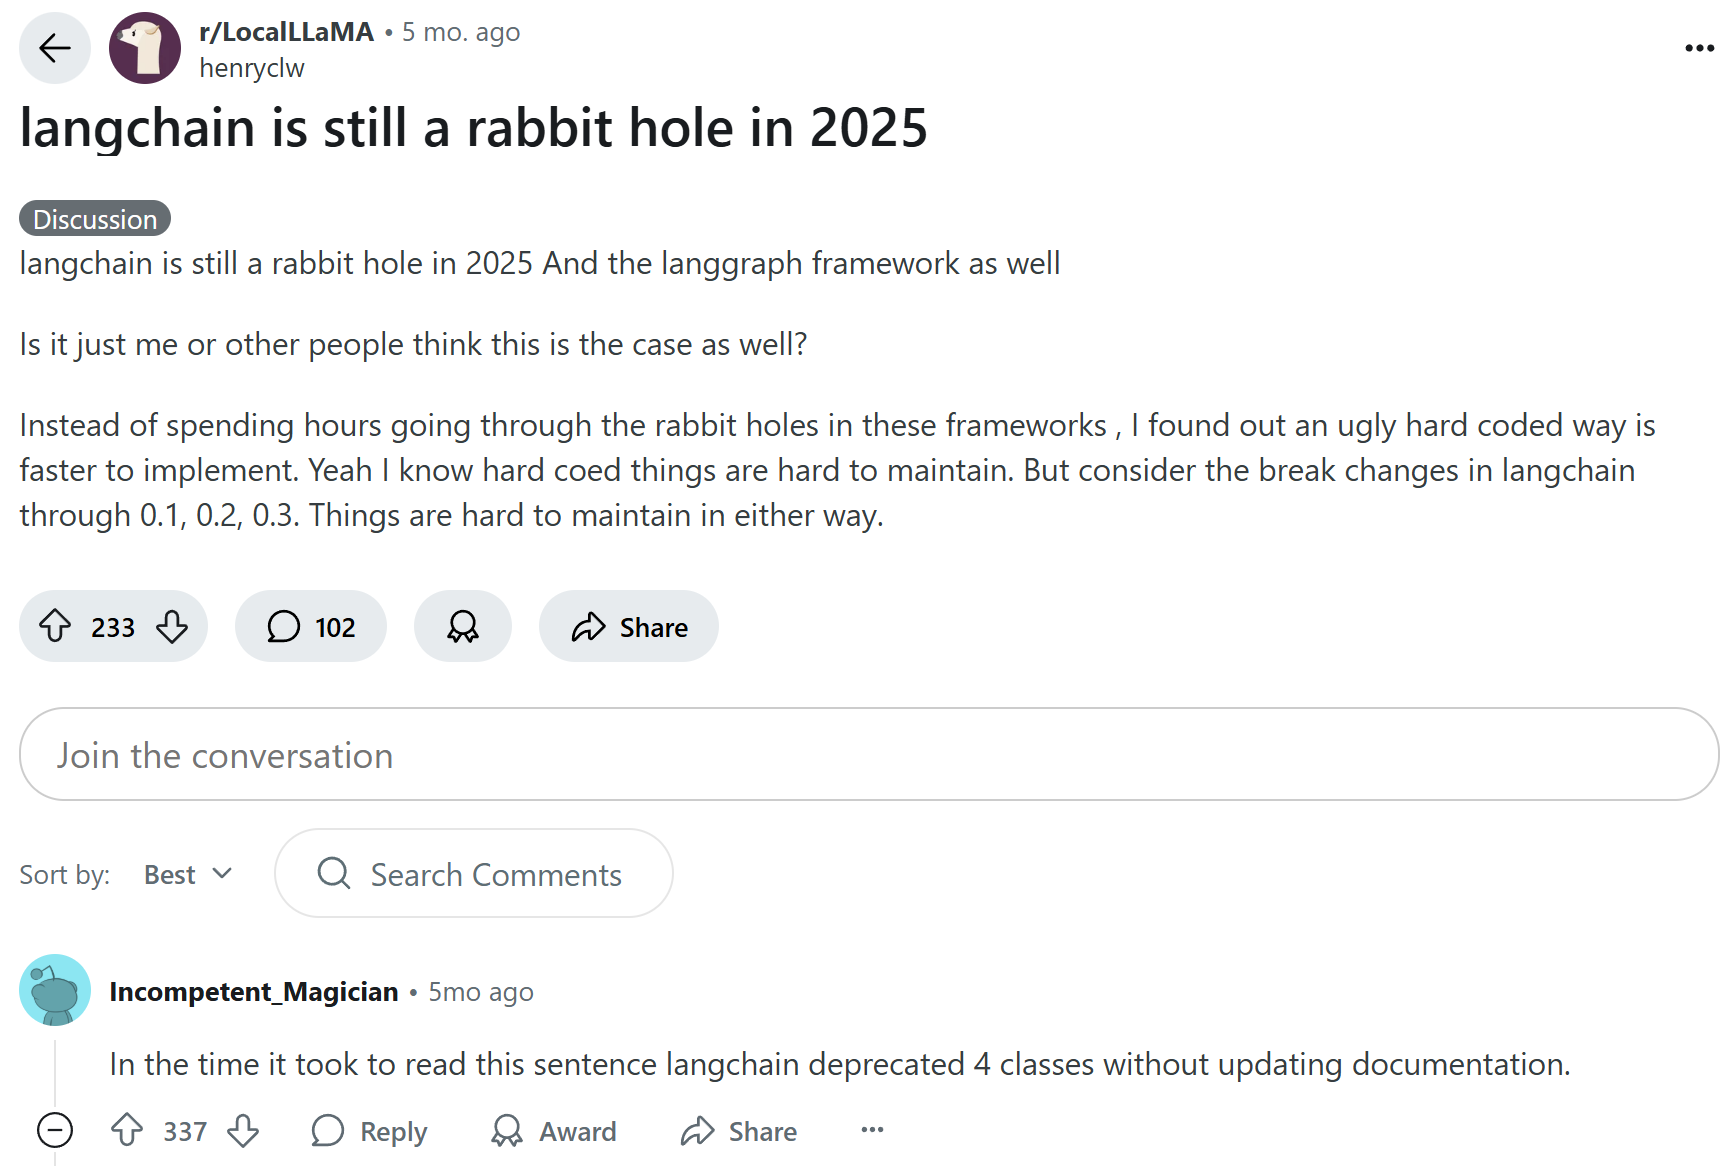 r/LocalLLaMA • 5 mo. ago
henryclw
langchain is still a rabbit hole in 2025
Discussion
langchain is still a rabbit hole in 2025 And the langgraph framework as well
Is it just me or other people think this is the case as well?
Instead of spending hours going through the rabbit holes in these frameworks , I found out an ugly hard coded way is
faster to implement. Yeah I know hard coed things are hard to maintain. But consider the break changes in langchain
through 0.1, 0.2, 0.3. Things are hard to maintain in either way.
233 102 Share
Join the conversation
Sort by: Best Search Comments
Incompetent_Magician • 5mo ago
In the time it took to read this sentence langchain deprecated 4 classes without updating documentation.
337 Reply Award Share